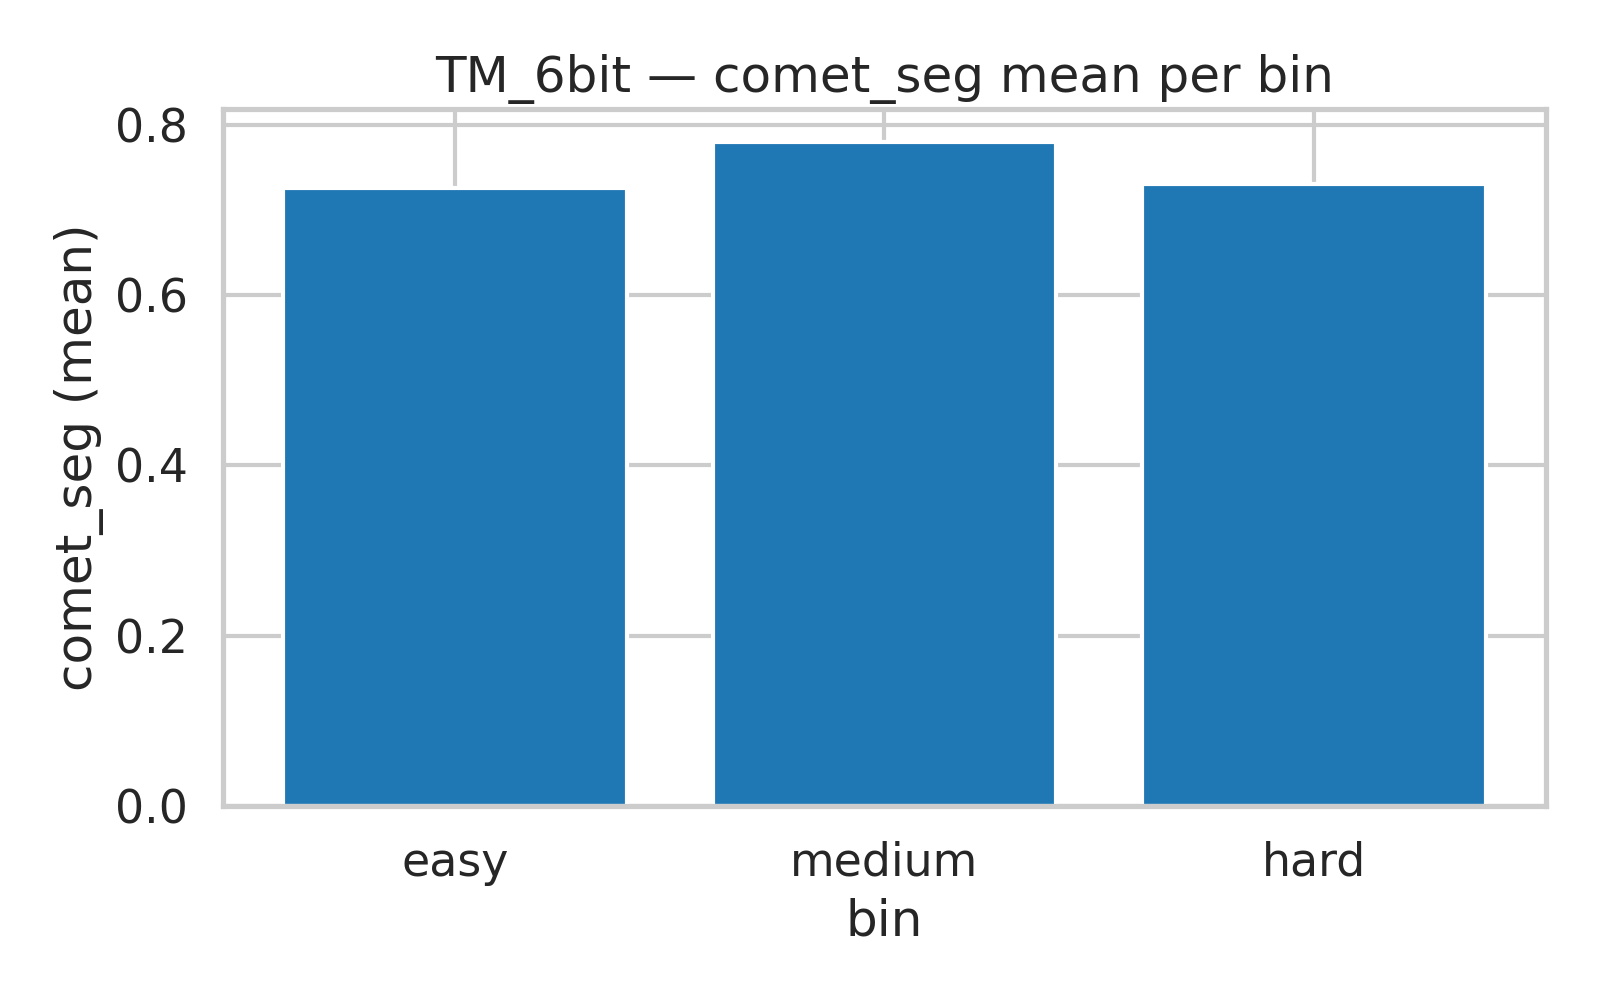 TM_6bit — comet_seg mean per bin
comet_seg (mean)
0.8
0.6
0.4
0.2
0.0
easy medium hard
bin